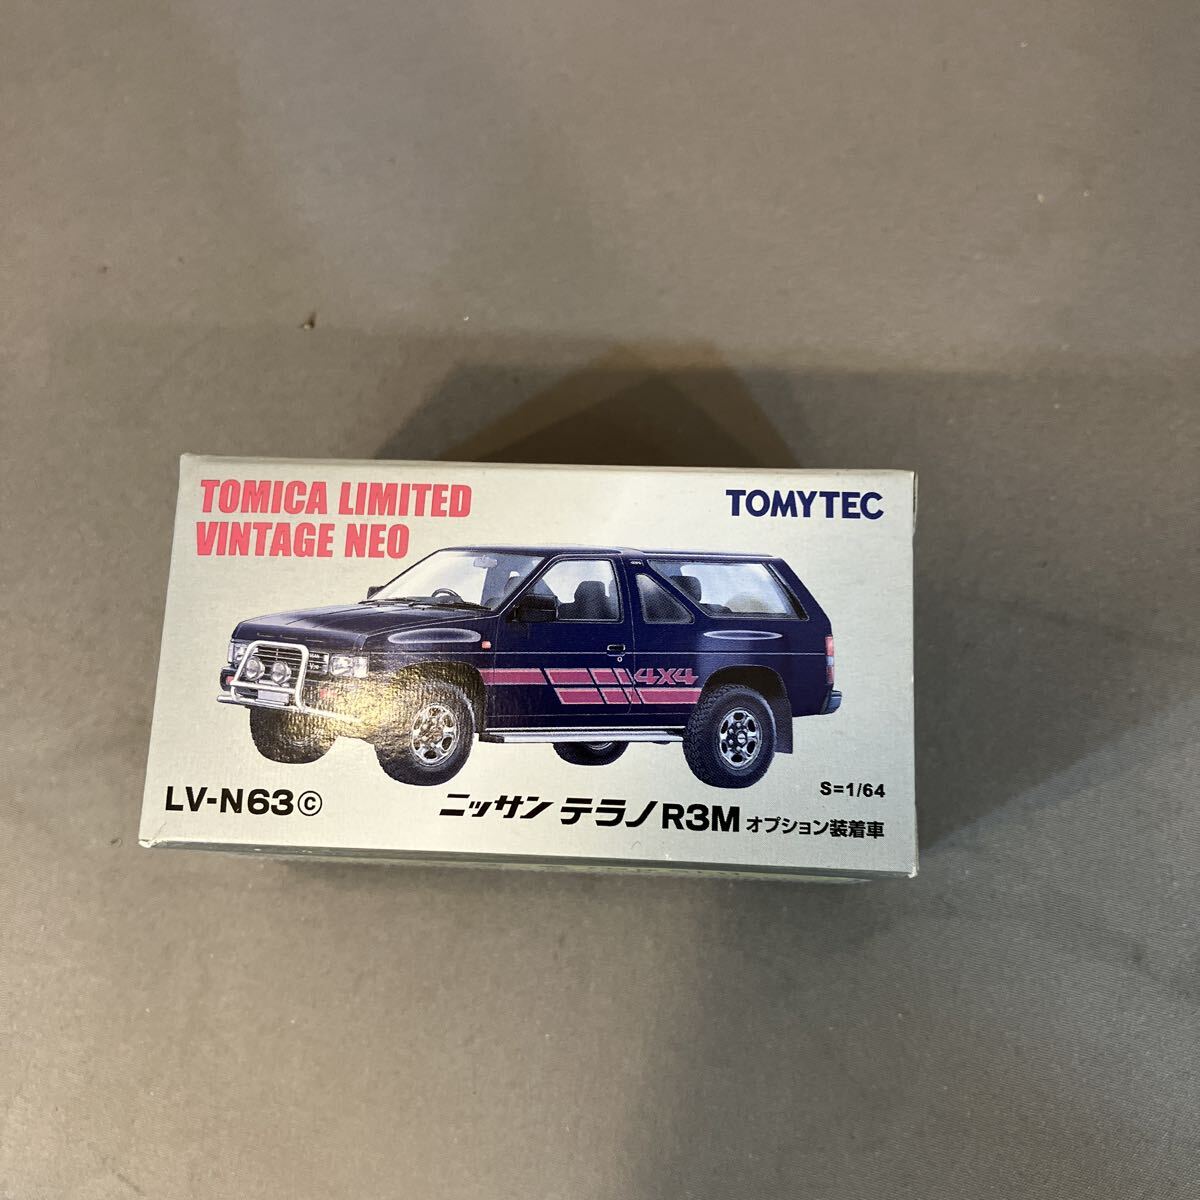 TOMICA LIMITED
VINTAGE NEO
TOMYTEC
4X4
S=1/64
LV-N63ⓒ
ニッサン テラノ R3M オプション装着車